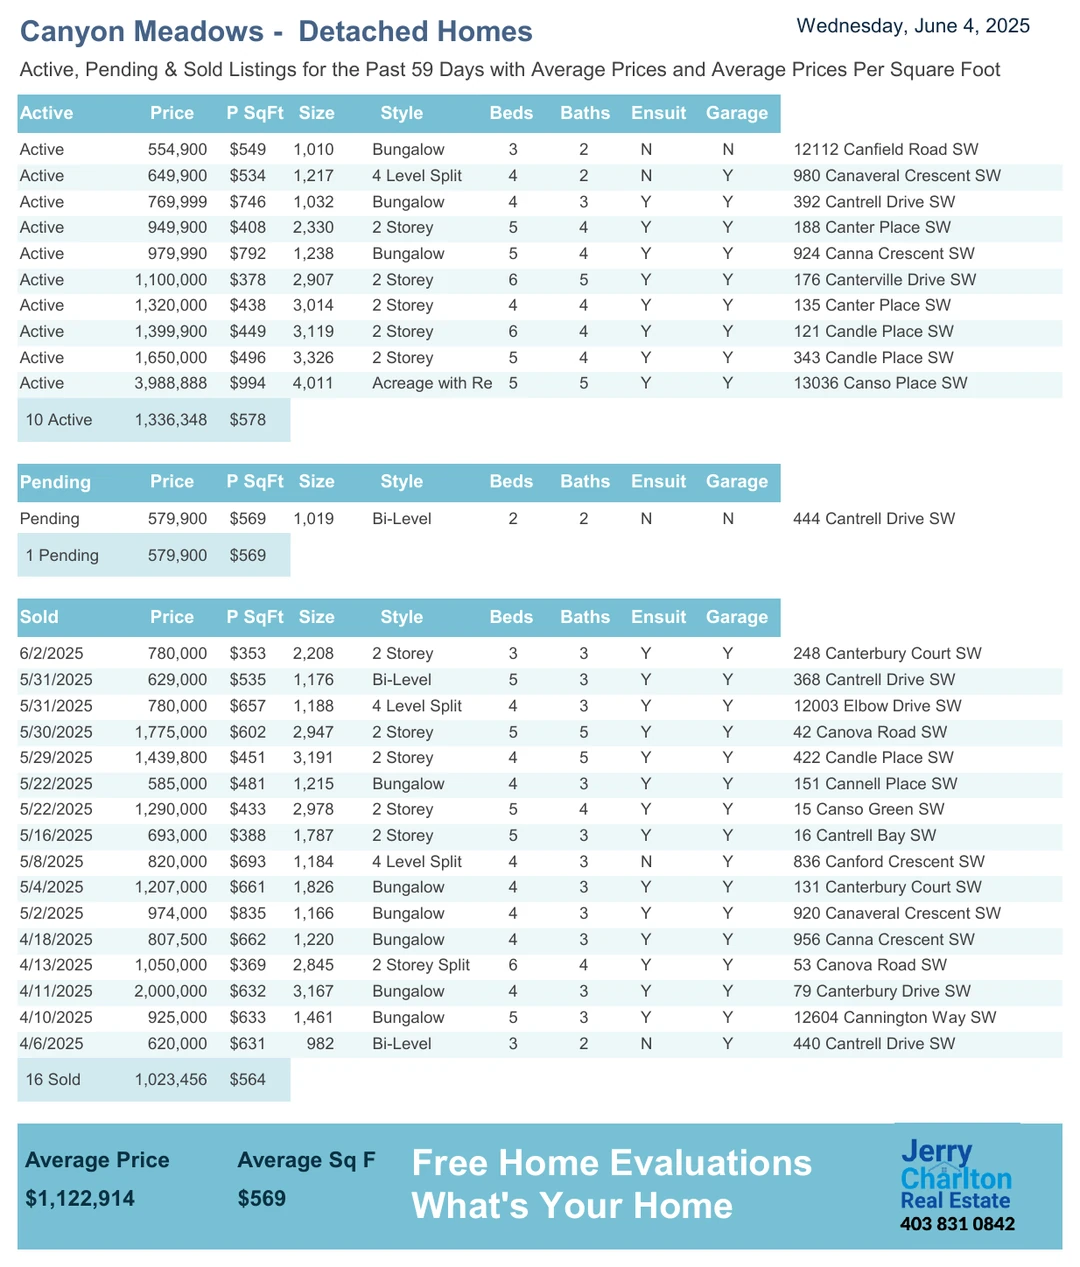 Canyon Meadows - Detached Homes
Wednesday, June 4, 2025
Active, Pending & Sold Listings for the Past 59 Days with Average Prices and Average Prices Per Square Foot
Active Price P SqFt Size Style Beds Baths Ensuit Garage
Active 554,900 $549 1,010 Bungalow 3 2 N N 12112 Canfield Road SW
Active 649,900 $534 1,217 4 Level Split 4 2 N Y 980 Canaveral Crescent SW
Active 769,999 $746 1,032 Bungalow 4 3 Y Y 392 Cantrell Drive SW
Active 949,900 $408 2,330 2 Storey 5 4 Y Y 188 Canter Place SW
Active 979,990 $792 1,238 Bungalow 5 4 Y Y 924 Canna Crescent SW
Active 1,100,000 $378 2,907 2 Storey 6 5 Y Y 176 Canterville Drive SW
Active 1,320,000 $438 3,014 2 Storey 4 4 Y Y 135 Canter Place SW
Active 1,399,900 $449 3,119 2 Storey 6 4 Y Y 121 Candle Place SW
Active 1,650,000 $496 3,326 2 Storey 5 4 Y Y 343 Candle Place SW
Active 3,988,888 $994 4,011 Acreage with Re 5 5 Y Y 13036 Canso Place SW
10 Active 1,336,348 $578
Pending Price P SqFt Size Style Beds Baths Ensuit Garage
Pending 579,900 $569 1,019 Bi-Level 2 2 N N 444 Cantrell Drive SW
1 Pending 579,900 $569
Sold Price P SqFt Size Style Beds Baths Ensuit Garage
6/2/2025 780,000 $353 2,208 2 Storey 3 3 Y Y 248 Canterbury Court SW
5/31/2025 629,000 $535 1,176 Bi-Level 5 3 Y Y 368 Cantrell Drive SW
5/31/2025 780,000 $657 1,188 4 Level Split 4 3 Y Y 12003 Elbow Drive SW
5/30/2025 1,775,000 $602 2,947 2 Storey 5 5 Y Y 42 Canova Road SW
5/29/2025 1,439,800 $451 3,191 2 Storey 4 5 Y Y 422 Candle Place SW
5/22/2025 585,000 $481 1,215 Bungalow 4 3 Y Y 151 Cannell Place SW
5/22/2025 1,290,000 $433 2,978 2 Storey 5 4 Y Y 15 Canso Green SW
5/16/2025 693,000 $388 1,787 2 Storey 5 3 Y Y 16 Cantrell Bay SW
5/8/2025 820,000 $693 1,184 4 Level Split 4 3 N Y 836 Canford Crescent SW
5/4/2025 1,207,000 $661 1,826 Bungalow 4 3 Y Y 131 Canterbury Court SW
5/2/2025 974,000 $835 1,166 Bungalow 4 3 Y Y 920 Canaveral Crescent SW
4/18/2025 807,500 $662 1,220 Bungalow 4 3 Y Y 956 Canna Crescent SW
4/13/2025 1,050,000 $369 2,845 2 Storey Split 6 4 Y Y 53 Canova Road SW
4/11/2025 2,000,000 $632 3,167 Bungalow 4 3 Y Y 79 Canterbury Drive SW
4/10/2025 925,000 $633 1,461 Bungalow 5 3 Y Y 12604 Cannington Way SW
4/6/2025 620,000 $631 982 Bi-Level 3 2 N Y 440 Cantrell Drive SW
16 Sold 1,023,456 $564
Average Price Average Sq F
$1,122,914 $569
Free Home Evaluations
What's Your Home
Jerry
Charlton
Real Estate
403 831 0842